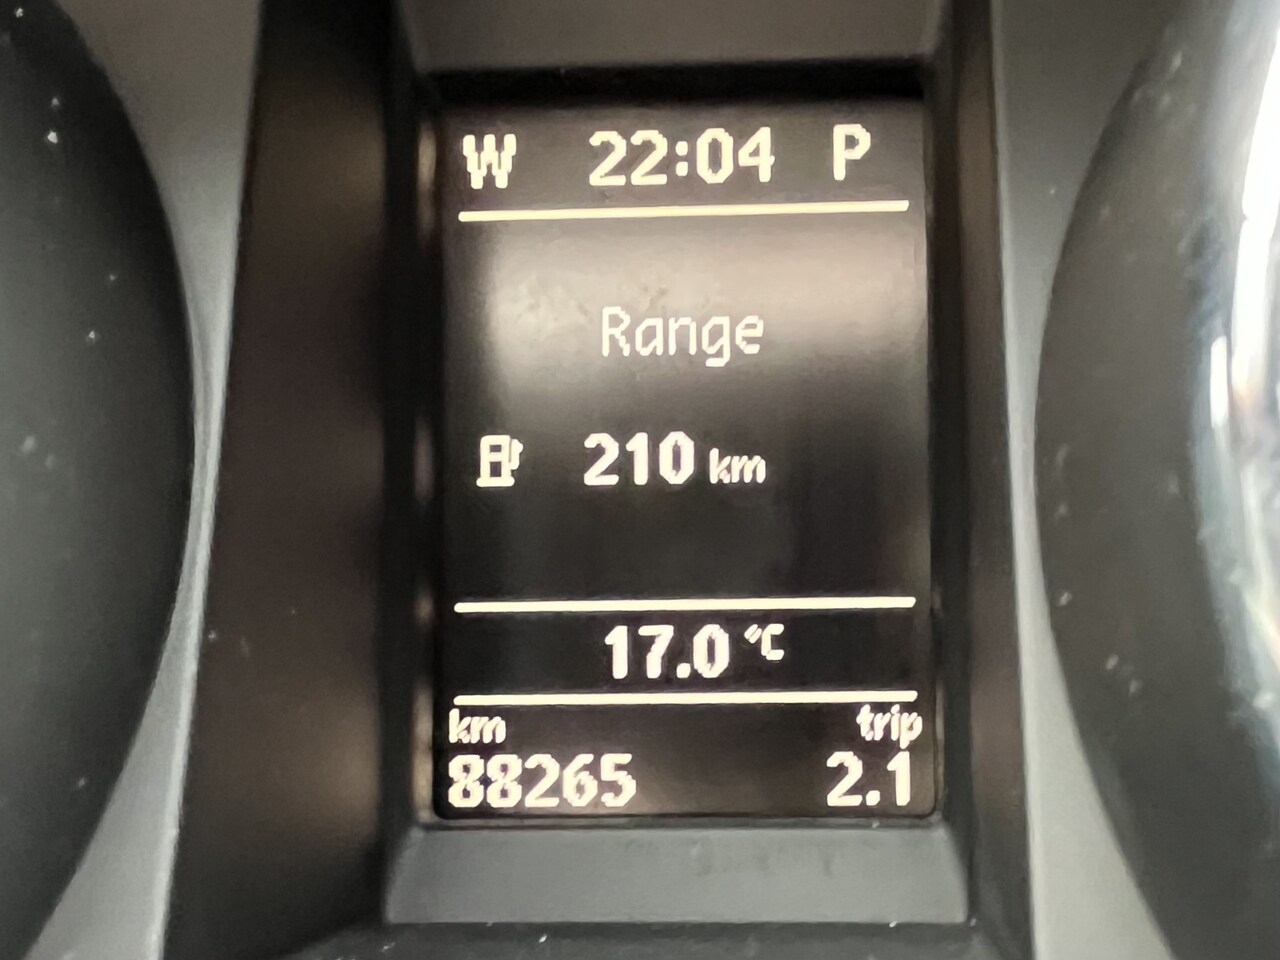 W 22:04 P
Range
210 km
17.0 °C
km trip
88265 2.1